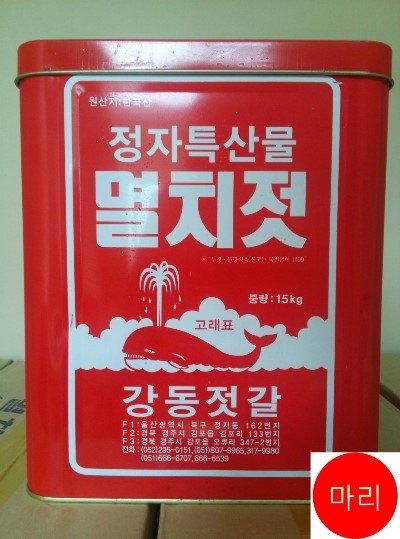 원산지:한국산
정자특산물
멸치젓
중량:15kg
고래표
강동젓갈
F1:울산광역시 북구 정자동 162번지
F2:경북 경주시 감포읍 감포리 133번지
F3:경북 경주시 감포읍 오류리 347-2번지
전화:(052)295-0151,(051)807-9965,317-9980
(051)666-6707,666-6539
마리